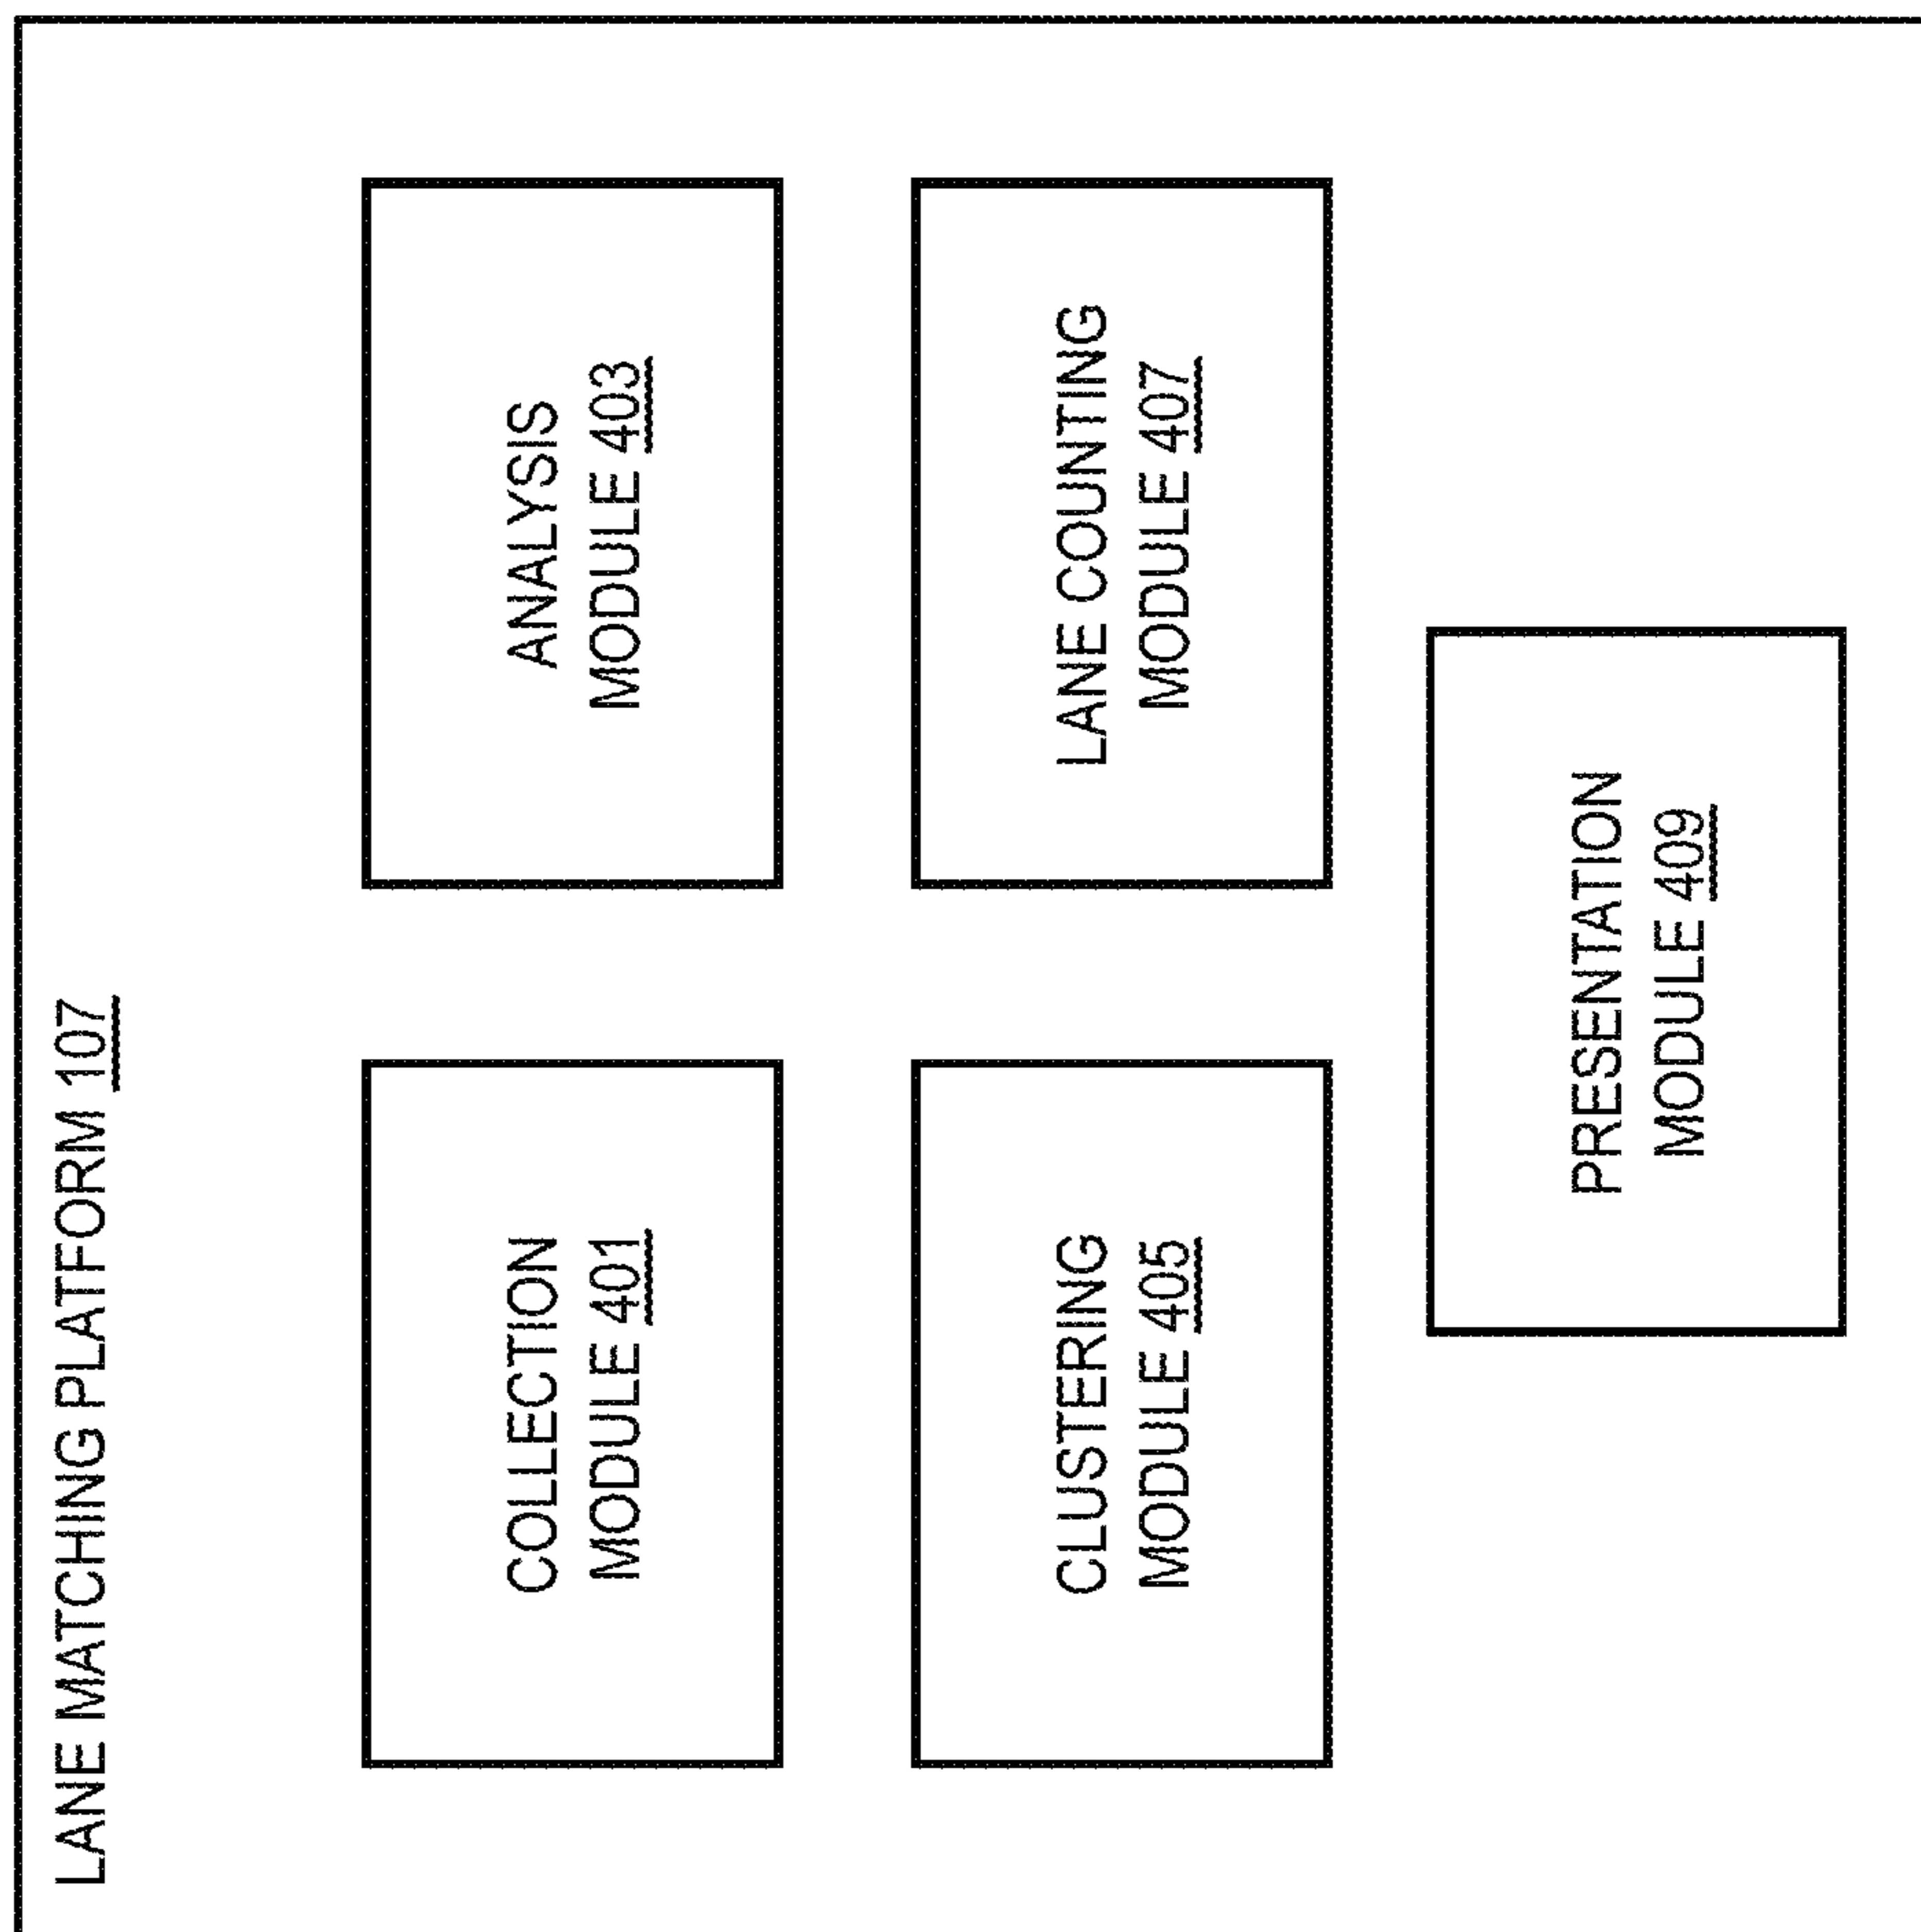 LANE MATCHING PLATFORM 107
COLLECTION
MODULE 401
ANALYSIS
MODULE 403
CLUSTERING
MODULE 405
LANE COUNTING
MODULE 407
PRESENTATION
MODULE 409